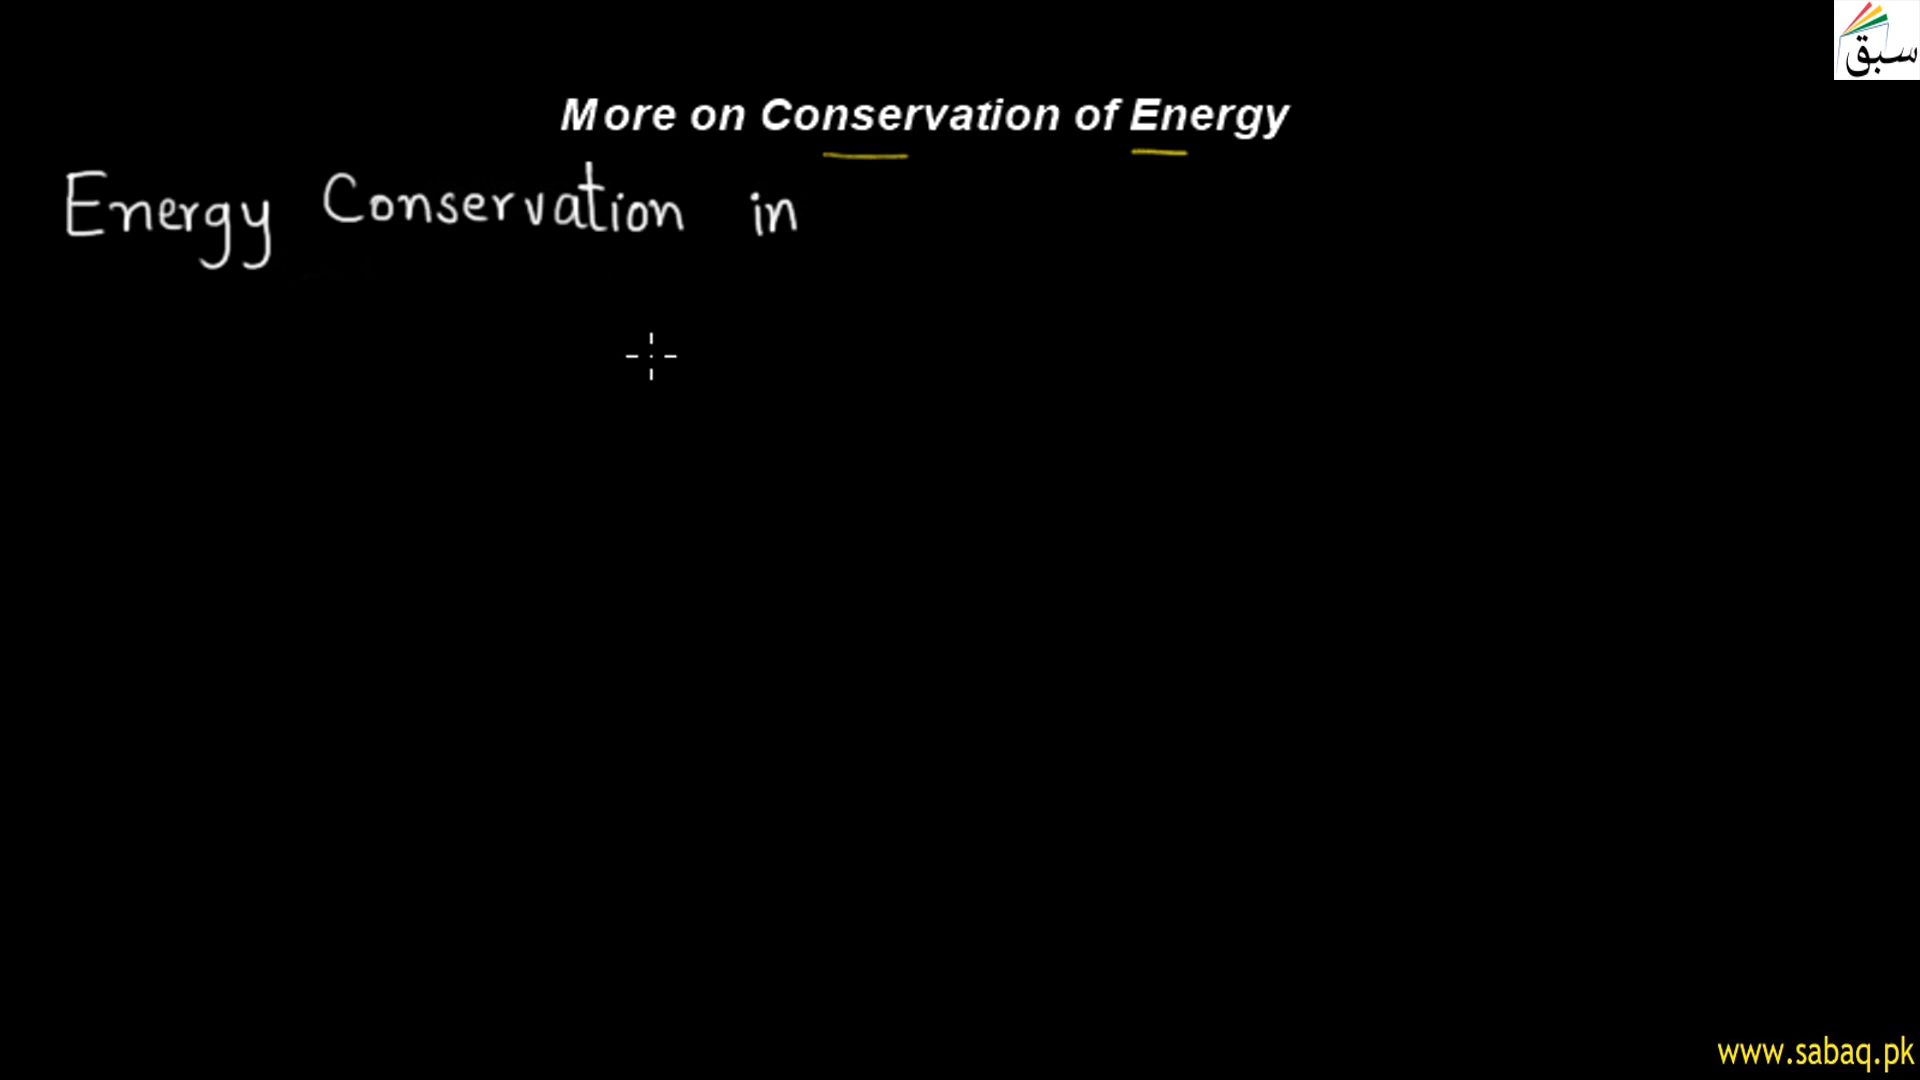 سبق
More on Conservation of Energy
Energy Conservation in
www.sabaq.pk